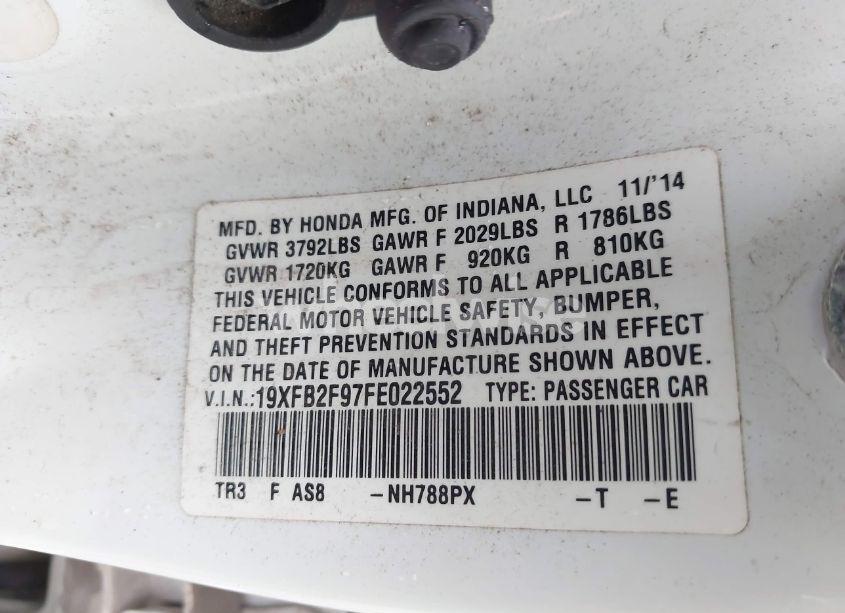 MFD. BY HONDA MFG. OF INDIANA, LLC 11/'14
GVWR 3792LBS GAWR F 2029LBS R 1786LBS
GVWR 1720KG GAWR F 920KG R 810KG
THIS VEHICLE CONFORMS TO ALL APPLICABLE
FEDERAL MOTOR VEHICLE SAFETY, BUMPER,
AND THEFT PREVENTION STANDARDS IN EFFECT
ON THE DATE OF MANUFACTURE SHOWN ABOVE.
V.I.N.:19XFB2F97FE022552 TYPE: PASSENGER CAR
TR3 F AS8 -NH788PX -T -E